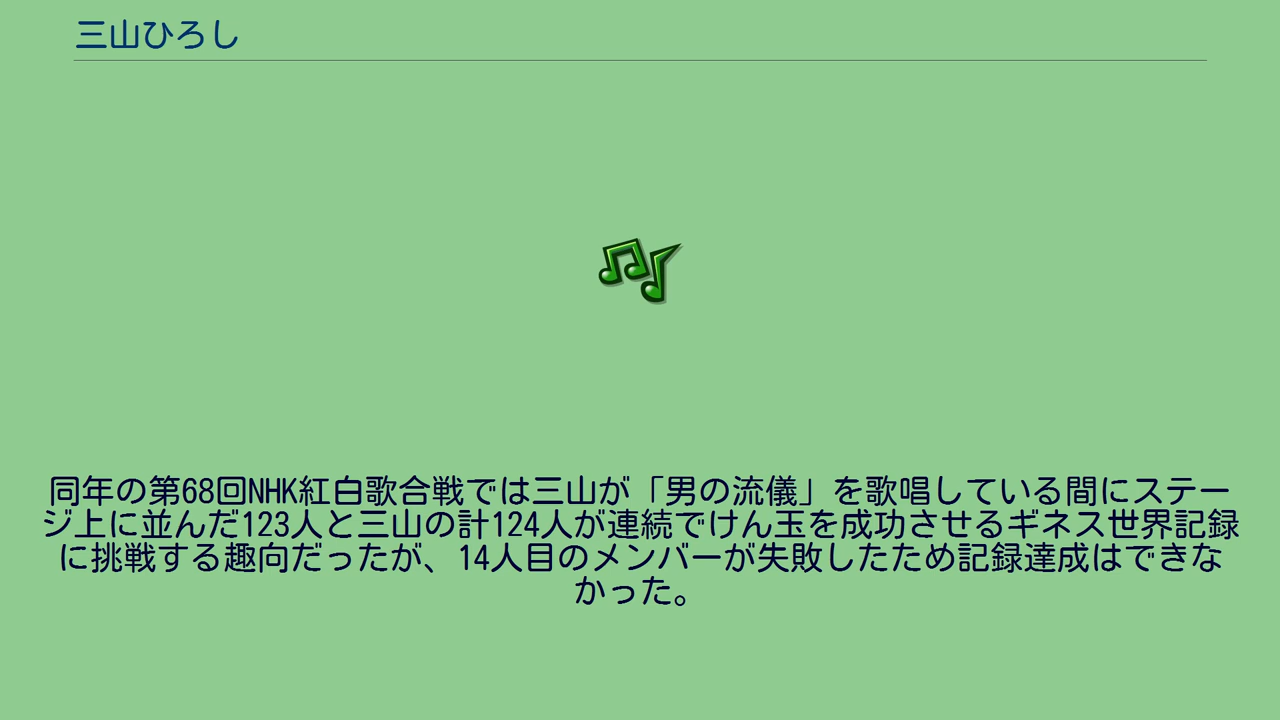 三山ひろし
同年の第68回NHK紅白歌合戦では三山が「男の流儀」を歌唱している間にステー
ジ上に並んだ123人と三山の計124人が連続でけん玉を成功させるギネス世界記録
に挑戦する趣向だったが、14人目のメンバーが失敗したため記録達成はできな
かった。